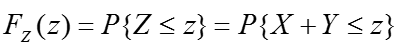 F_Z(z) = P{Z ≤ z} = P{X + Y ≤ z}